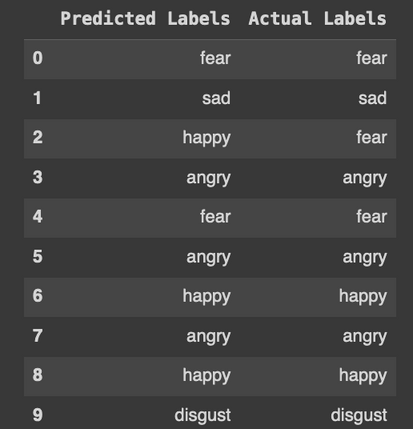 Predicted Labels Actual Labels
0 fear fear
1 sad sad
2 happy fear
3 angry angry
4 fear fear
5 angry angry
6 happy happy
7 angry angry
8 happy happy
9 disgust disgust